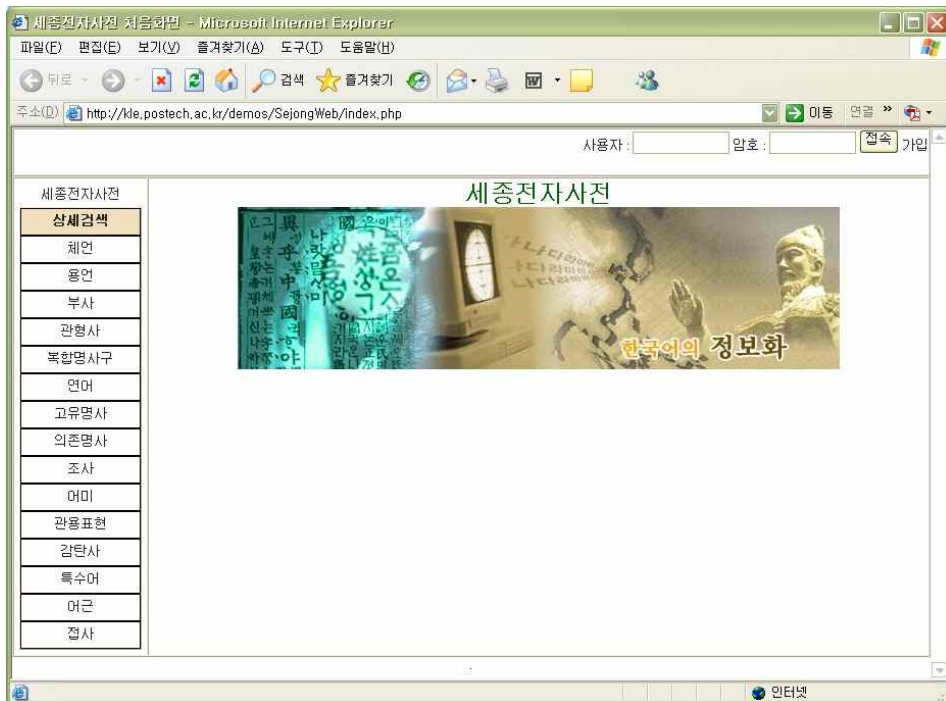 세종전자사전 처음화면 - Microsoft Internet Explorer
파일(F) 편집(E) 보기(V) 즐겨찾기(A) 도구(T) 도움말(H)
뒤로 검색 즐겨찾기
주소(D) http://kle.postech.ac.kr/demos/SejongWeb/index.php 이동 연결 »
사용자 : 암호 : 접속 가입
세종전자사전
상세검색
체언
용언
부사
관형사
복합명사구
연어
고유명사
의존명사
조사
어미
관용표현
감탄사
특수어
어근
접사
세종전자사전
한국어의 정보화
인터넷